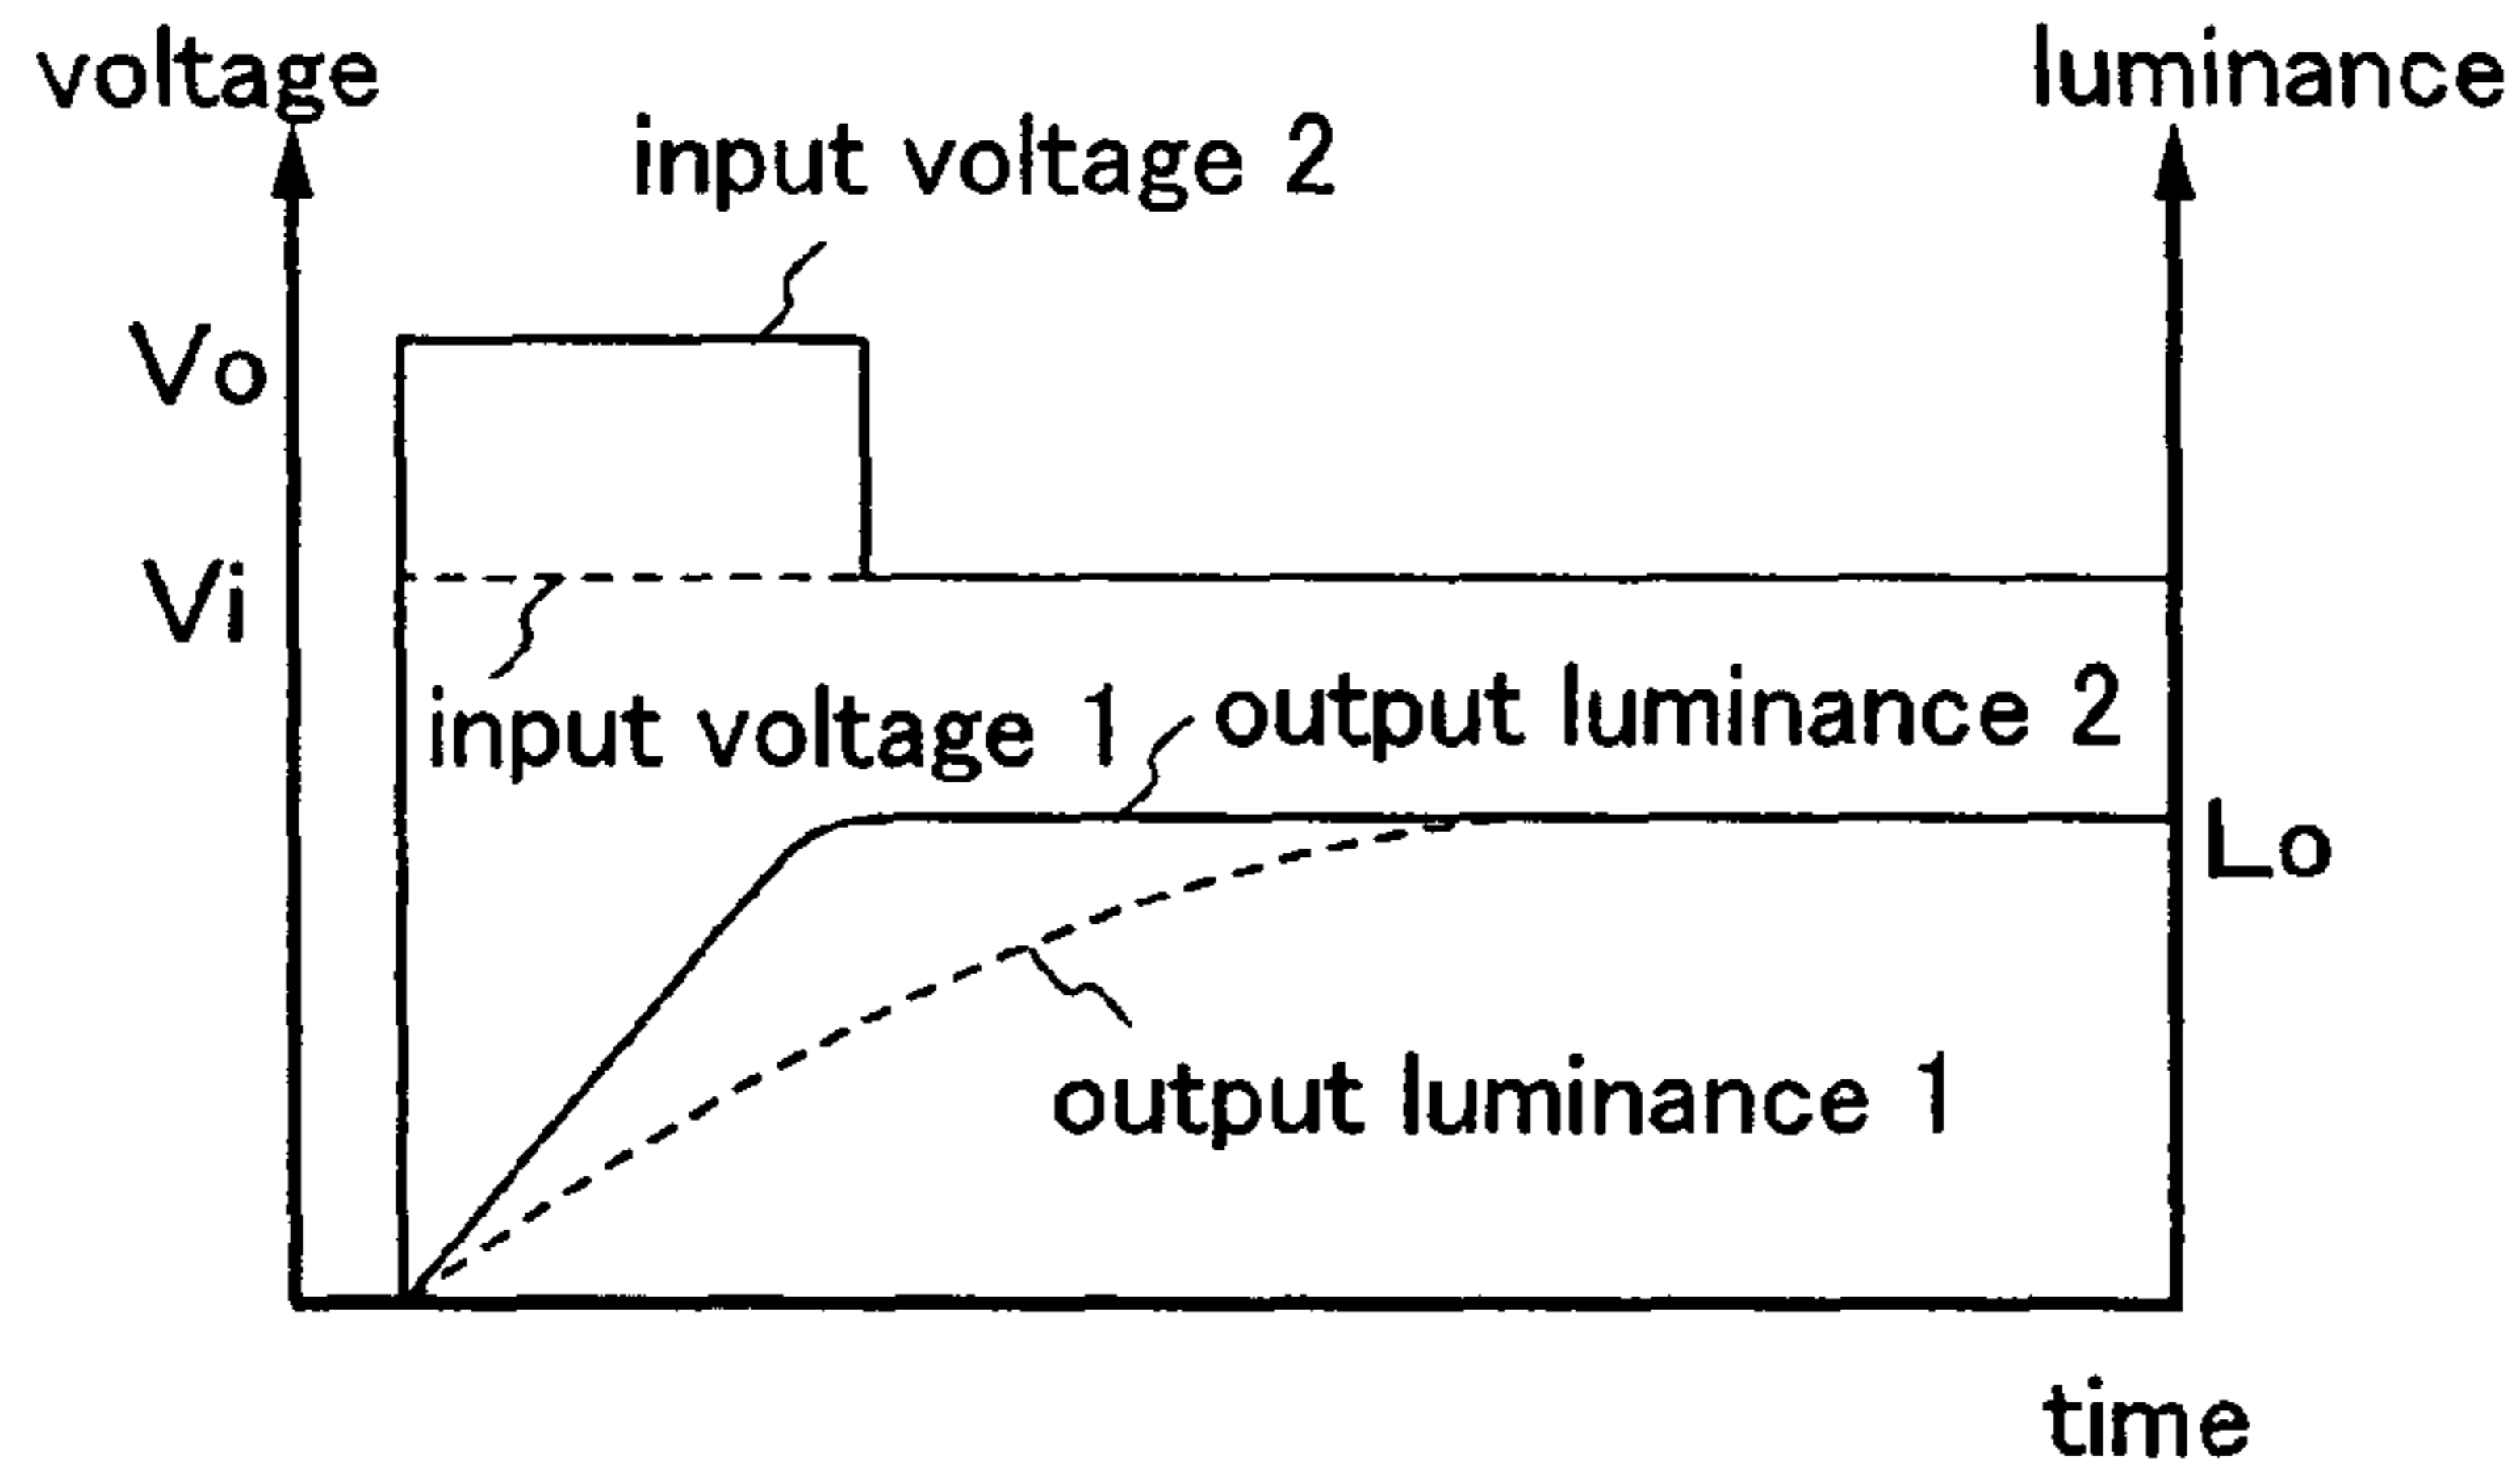 voltage
luminance
input voltage 2
Vo
Vi
input voltage 1
output luminance 2
Lo
output luminance 1
time